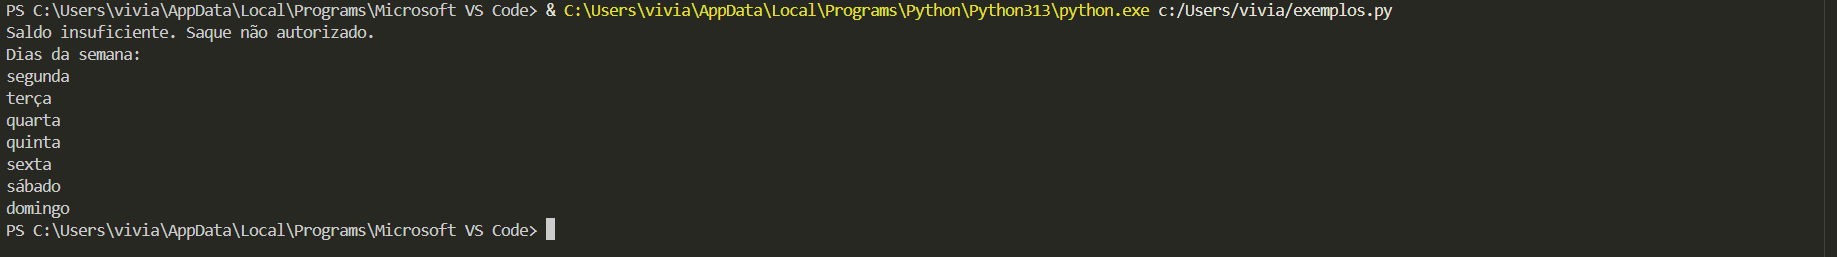 PS C:\Users\vivia\AppData\Local\Programs\Microsoft VS Code> & C:\Users\vivia\AppData\Local\Programs\Python\Python313\python.exe c:/Users/vivia/exemplos.py
Saldo insuficiente. Saque não autorizado.
Dias da semana:
segunda
terça
quarta
quinta
sexta
sábado
domingo
PS C:\Users\vivia\AppData\Local\Programs\Microsoft VS Code>